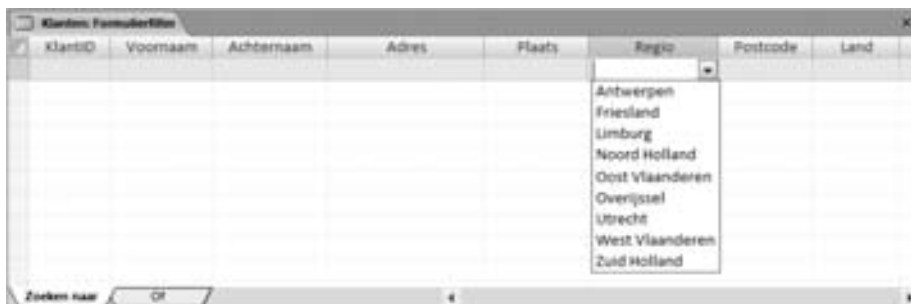 Klanten: Formulierfilter
KlantID Voornaam Achternaam Adres Plaats Regio Postcode Land
Antwerpen
Friesland
Limburg
Noord Holland
Oost Vlaanderen
Overijssel
Utrecht
West Vlaanderen
Zuid Holland
Zoeken naar Of